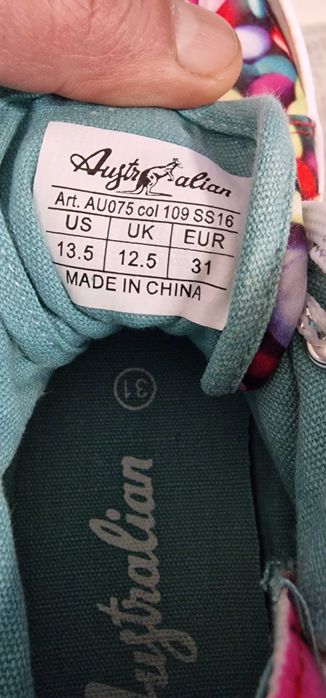 Australian
Art. AU075 col 109 SS16
US UK EUR
13.5 12.5 31
MADE IN CHINA
31
Australian